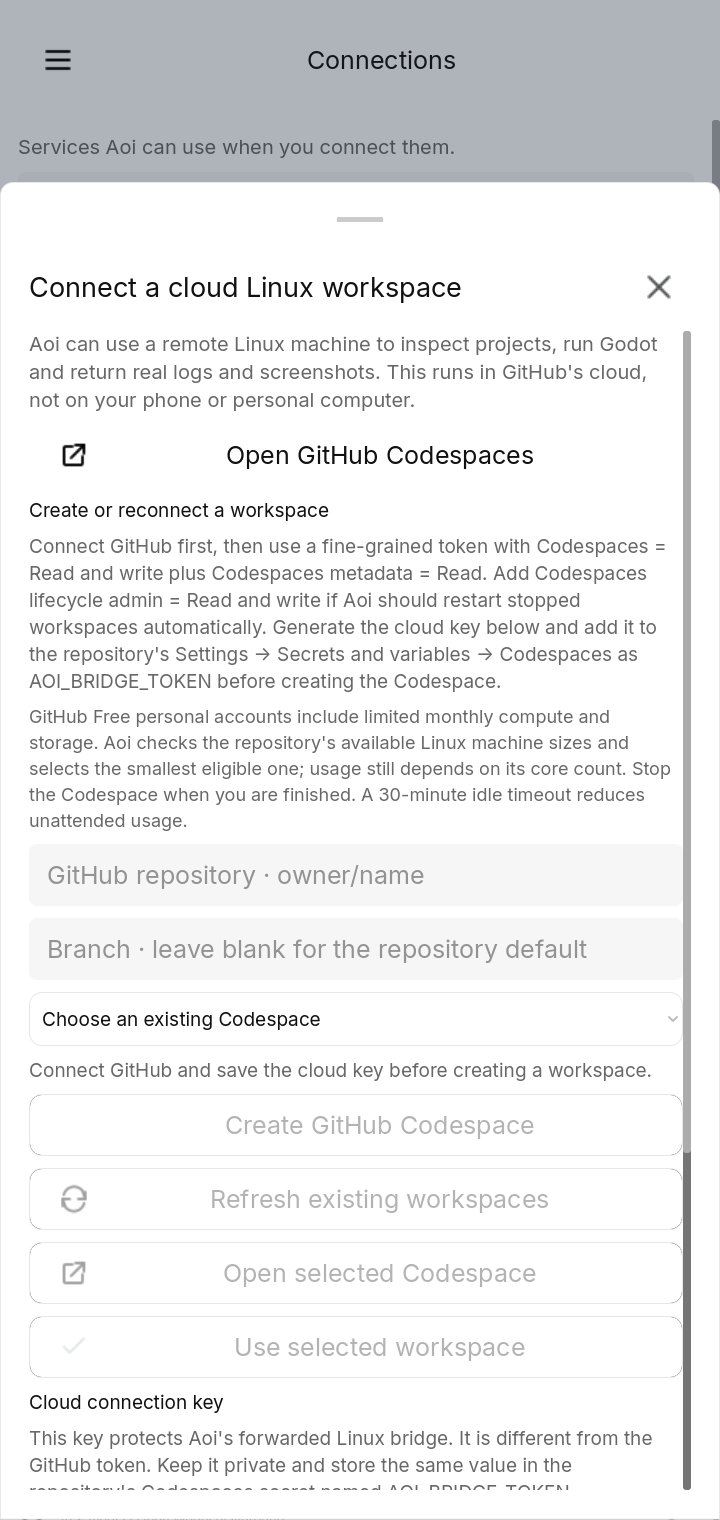 Connections
Services Aoi can use when you connect them.
Connect a cloud Linux workspace
Aoi can use a remote Linux machine to inspect projects, run Godot
and return real logs and screenshots. This runs in GitHub's cloud,
not on your phone or personal computer.
Open GitHub Codespaces
Create or reconnect a workspace
Connect GitHub first, then use a fine-grained token with Codespaces =
Read and write plus Codespaces metadata = Read. Add Codespaces
lifecycle admin = Read and write if Aoi should restart stopped
workspaces automatically. Generate the cloud key below and add it to
the repository's Settings → Secrets and variables → Codespaces as
AOI_BRIDGE_TOKEN before creating the Codespace.
GitHub Free personal accounts include limited monthly compute and
storage. Aoi checks the repository's available Linux machine sizes and
selects the smallest eligible one; usage still depends on its core count. Stop
the Codespace when you are finished. A 30-minute idle timeout reduces
unattended usage.
GitHub repository · owner/name
Branch · leave blank for the repository default
Choose an existing Codespace
Connect GitHub and save the cloud key before creating a workspace.
Create GitHub Codespace
Refresh existing workspaces
Open selected Codespace
Use selected workspace
Cloud connection key
This key protects Aoi's forwarded Linux bridge. It is different from the
GitHub token. Keep it private and store the same value in the
repository's Codespaces secret named AOI_BRIDGE_TOKEN